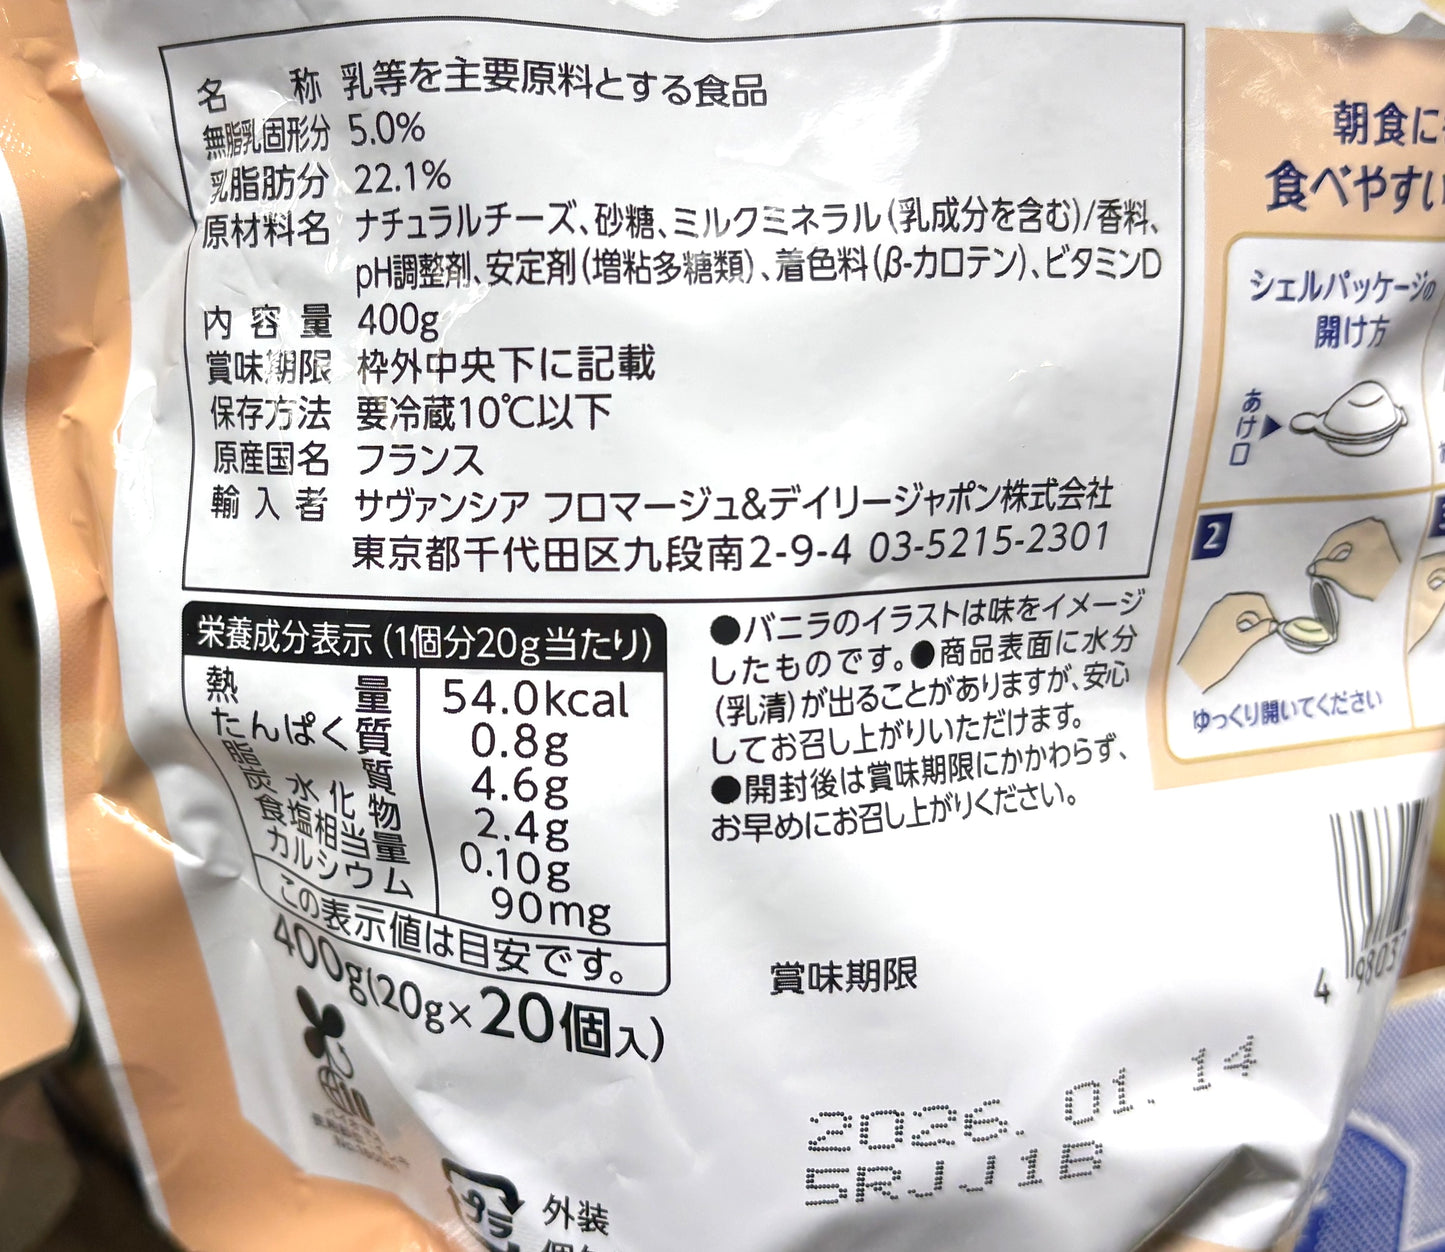 名称 乳等を主要原料とする食品
無脂乳固形分 5.0%
乳脂肪分 22.1%
原材料名 ナチュラルチーズ、砂糖、ミルクミネラル(乳成分を含む)/香料、
pH調整剤、安定剤(増粘多糖類)、着色料(β-カロテン)、ビタミンD
内容量 400g
賞味期限 枠外中央下に記載
保存方法 要冷蔵10℃以下
原産国名 フランス
輸入者 サヴァンシア フロマージュ&デイリージャポン株式会社
東京都千代田区九段南2-9-4 03-5215-2301
栄養成分表示(1個分20g当たり)
熱量 54.0kcal
たんぱく質 0.8g
脂質 4.6g
炭水化物 2.4g
食塩相当量 0.10g
カルシウム 90mg
この表示値は目安です。
400g(20g×20個入)
●バニラのイラストは味をイメージ
したものです。●商品表面に水分
(乳清)が出ることがありますが、安心
してお召し上がりいただけます。
●開封後は賞味期限にかかわらず、
お早めにお召し上がりください。
賞味期限
2026.01.14
5RJJ1B
外装
朝食に
食べやすい
シェルパッケージの
開け方
あけ口
2
ゆっくり開いてください
4 9803